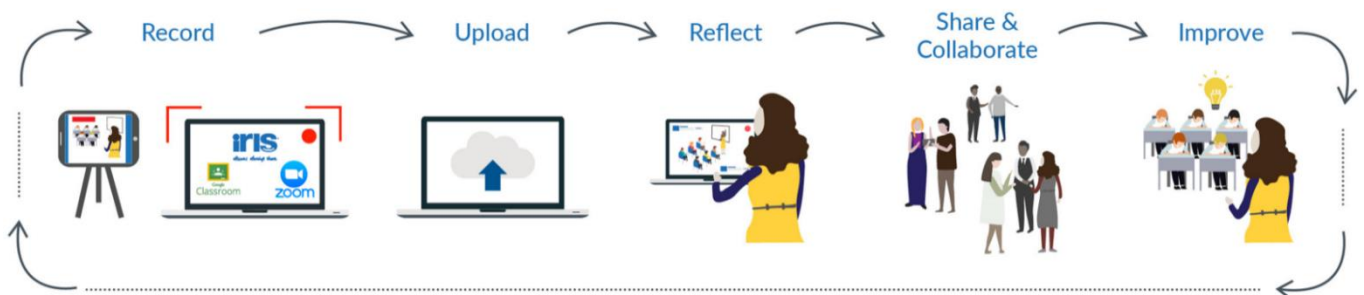 Record
Upload
Reflect
Share &
Collaborate
Improve
iris
Google
Classroom
zoom